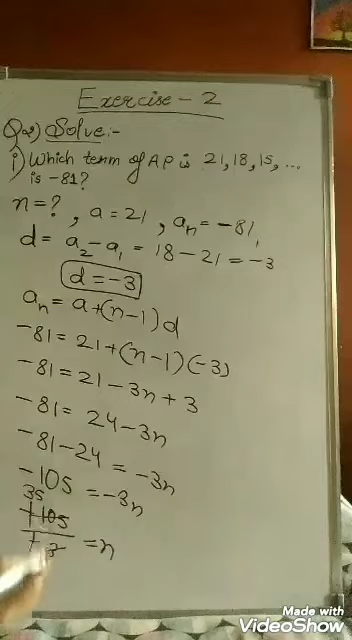 Exercise - 2
Q2) Solve:-
i) Which term of AP is 21, 18, 15, ...
is -81?
n = ? , a = 21 , aₙ = -81,
d = a₂ - a₁ = 18 - 21 = -3
d = -3
aₙ = a + (n-1) d
-81 = 21 + (n-1) (-3)
-81 = 21 - 3n + 3
-81 = 24 - 3n
-81 - 24 = -3n
-105 = -3n
35
-105
-3 = n
Made with
VideoShow